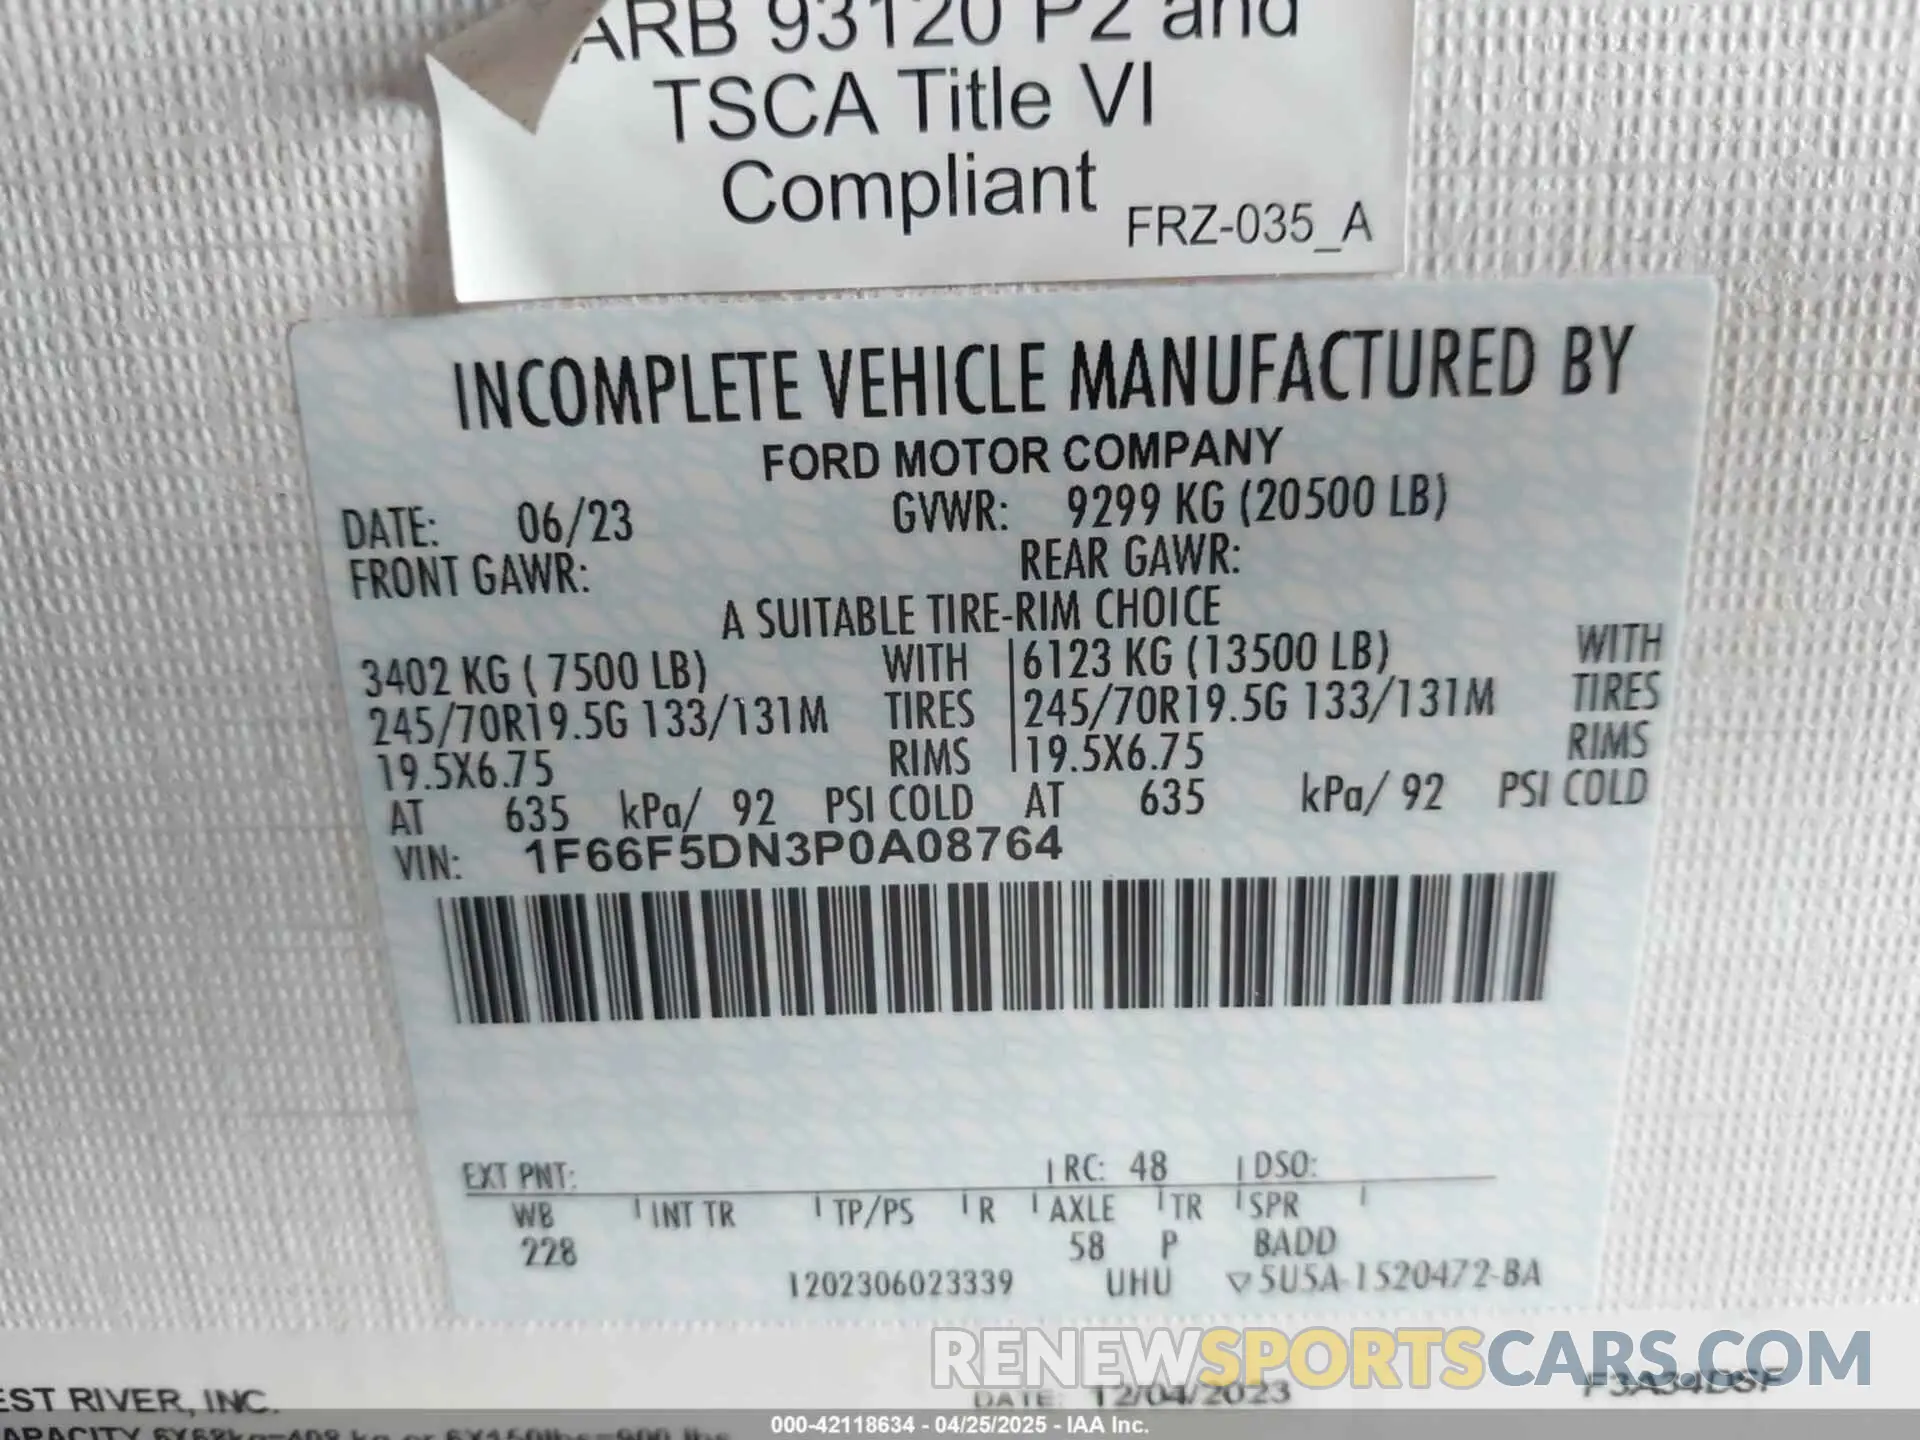 ARB 93120 P2 and
TSCA Title VI
Compliant
FRZ-035_A
INCOMPLETE VEHICLE MANUFACTURED BY
FORD MOTOR COMPANY
DATE: 06/23 GVWR: 9299 KG (20500 LB)
FRONT GAWR: REAR GAWR:
A SUITABLE TIRE-RIM CHOICE
3402 KG ( 7500 LB) WITH 6123 KG (13500 LB) WITH
245/70R19.5G 133/131M TIRES 245/70R19.5G 133/131M TIRES
19.5X6.75 RIMS 19.5X6.75 RIMS
AT 635 kPa/ 92 PSI COLD AT 635 kPa/ 92 PSI COLD
VIN: 1F66F5DN3P0A08764
EXT PNT: RC: 48 DSO:
WB INT TR TP/PS R AXLE TR SPR
228 58 P BADD
1202306023339 UHU ▽5U5A-1520472-BA
RENEWSPORTSCARS.COM
EST RIVER, INC. DATE: 12/04/2023 F3A34DSF
000-42118634 - 04/25/2025 - IAA Inc.